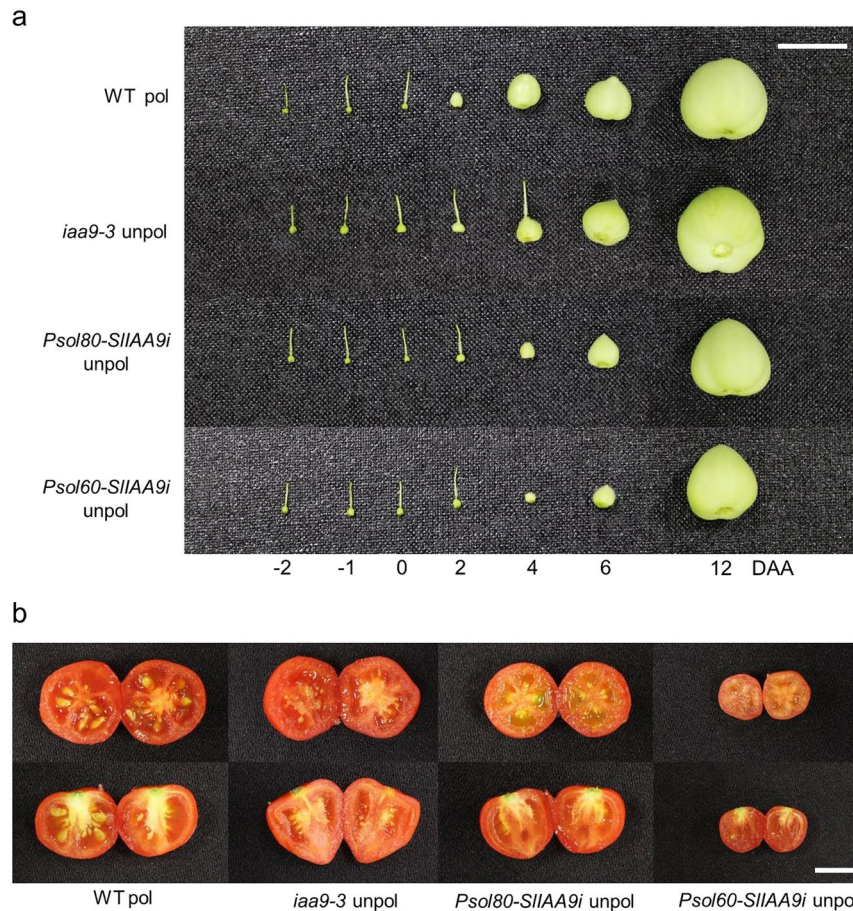 a
WT pol
iaa9-3 unpol
Psol80-SlIAA9i
unpol
Psol60-SlIAA9i
unpol
-2 -1 0 2 4 6 12 DAA
b
WT pol iaa9-3 unpol Psol80-SlIAA9i unpol Psol60-SlIAA9i unpol